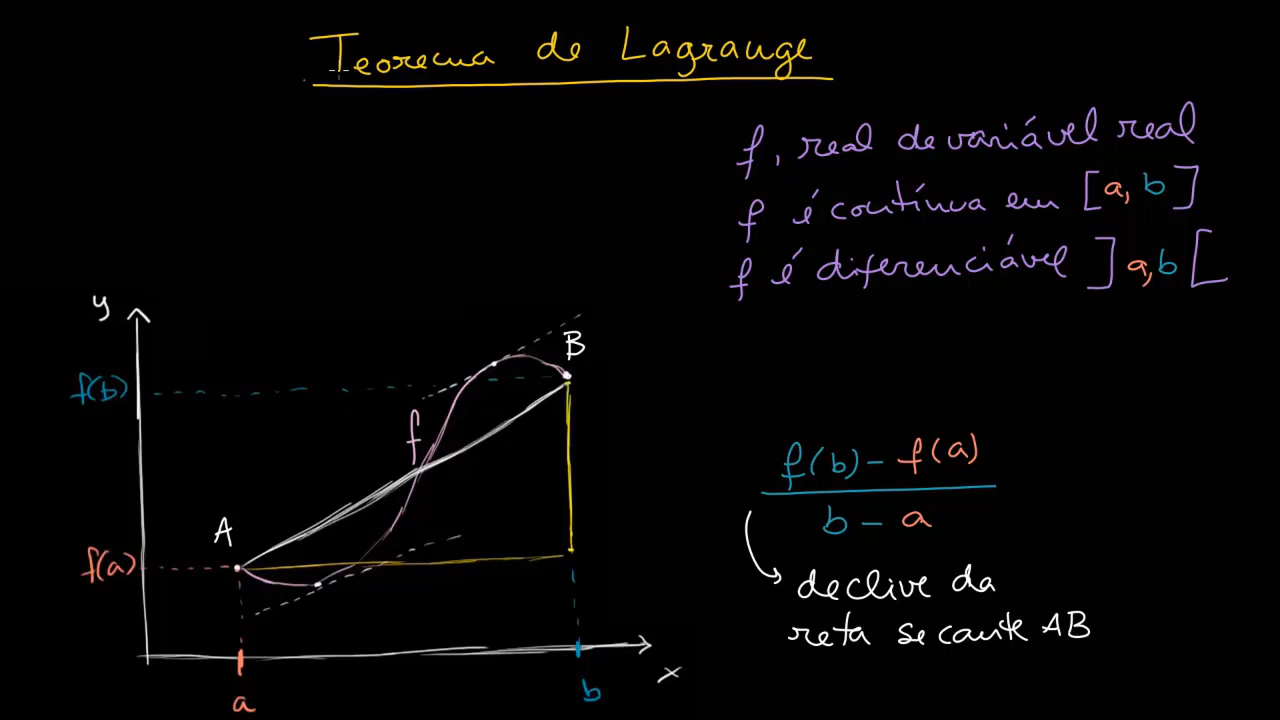 Teorema de Lagrange
f, real de variável real
f é contínua em [a, b]
f é diferenciável ]a,b[
y
B
f(b)
f
A
f(a)
a
b
x
f(b) - f(a)
b - a
declive da
reta secante AB